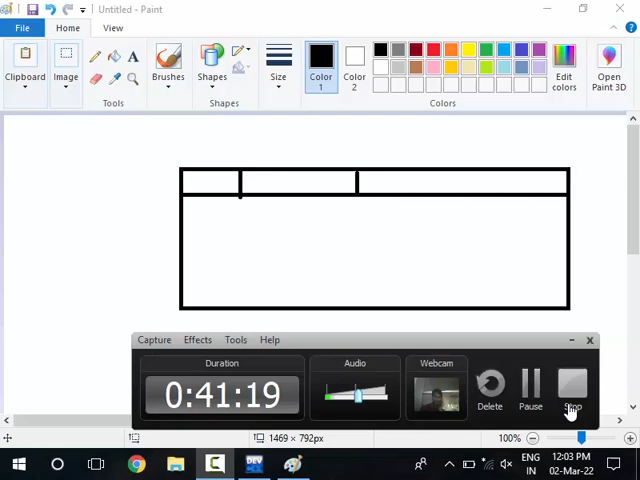 Untitled - Paint
File Home View
Clipboard
Image
Tools
Brushes
Shapes
Shapes
Size
Color 1
Color 2
Colors
Edit colors
Open Paint 3D
Capture Effects Tools Help
Duration
0:41:19
Audio
Webcam
Delete
Pause
Stop
1469 × 792px
100%
DEV
ENG
IN
12:03 PM
02-Mar-22